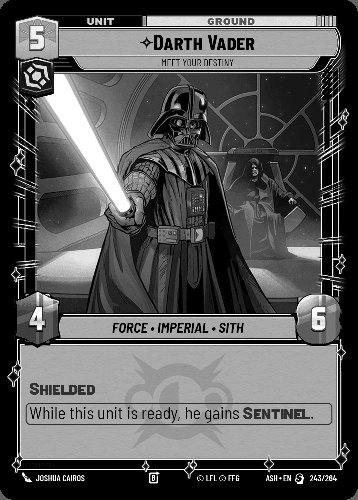 UNIT
GROUND
5
DARTH VADER
MEET YOUR DESTINY
4
FORCE • IMPERIAL • SITH
6
SHIELDED
While this unit is ready, he gains SENTINEL.
JOSHUA CAIROS
© LFL © FFG
ASH • EN
243/264